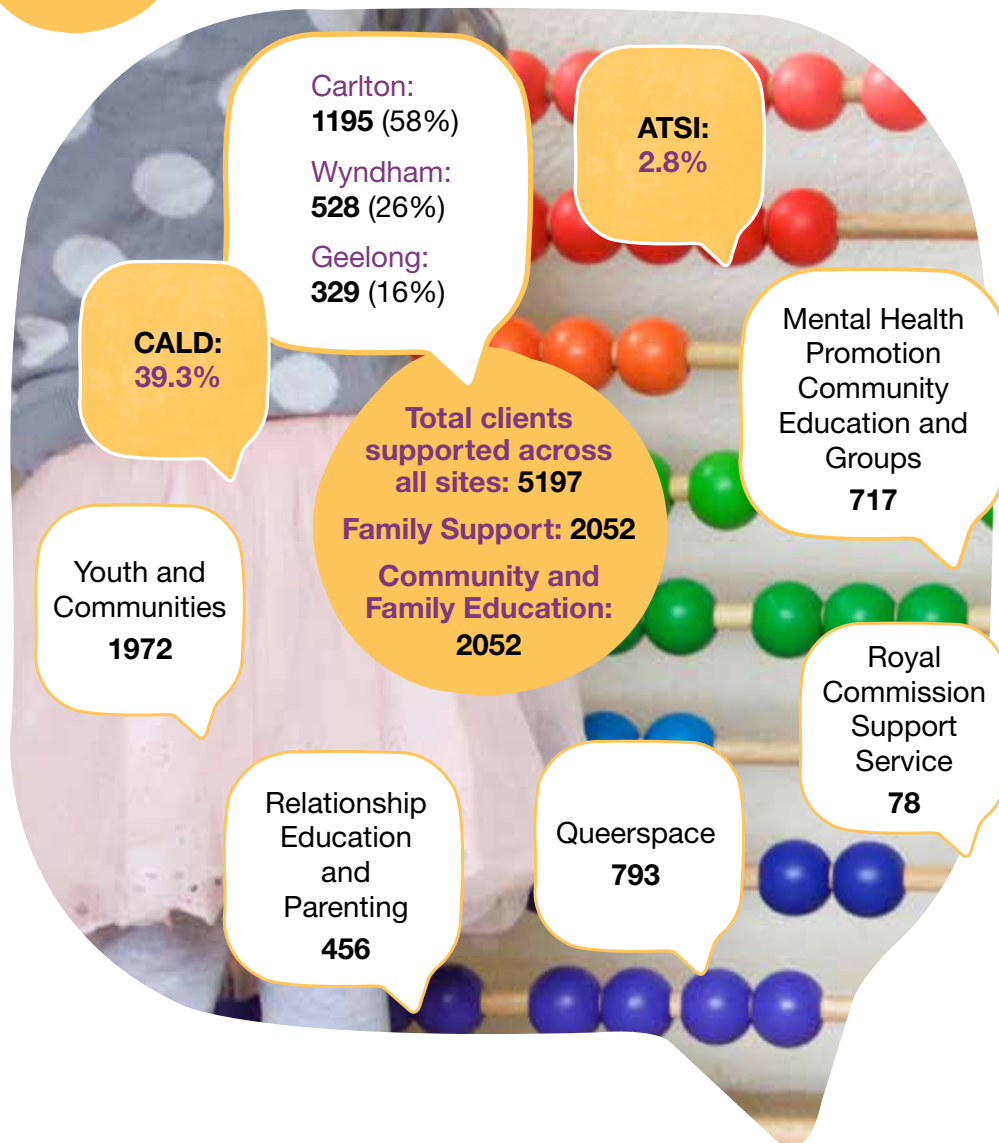 Carlton:
1195 (58%)
Wyndham:
528 (26%)
Geelong:
329 (16%)
ATSI:
2.8%
CALD:
39.3%
Total clients
supported across
all sites: 5197
Family Support: 2052
Community and
Family Education:
2052
Mental Health
Promotion
Community
Education and
Groups
717
Youth and
Communities
1972
Royal
Commission
Support
Service
78
Relationship
Education
and
Parenting
456
Queerspace
793